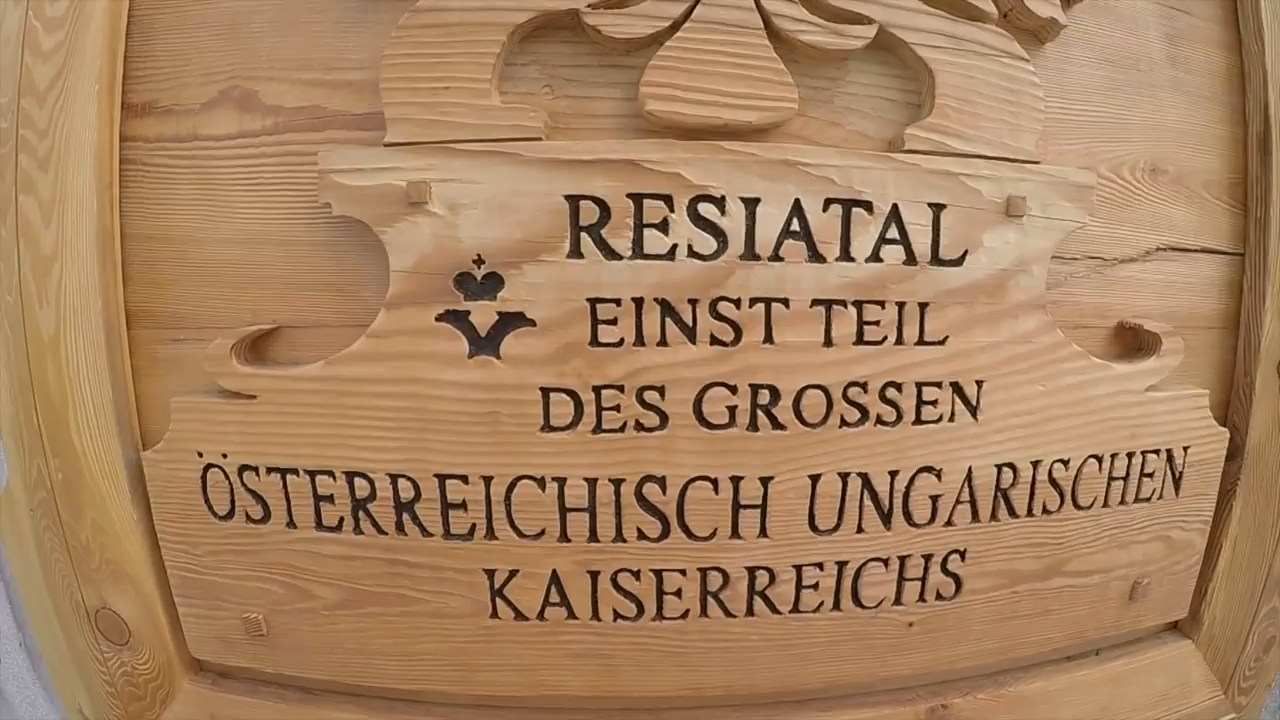 RESIATAL
EINST TEIL
DES GROSSEN
ÖSTERREICHISCH UNGARISCHEN
KAISERREICHS